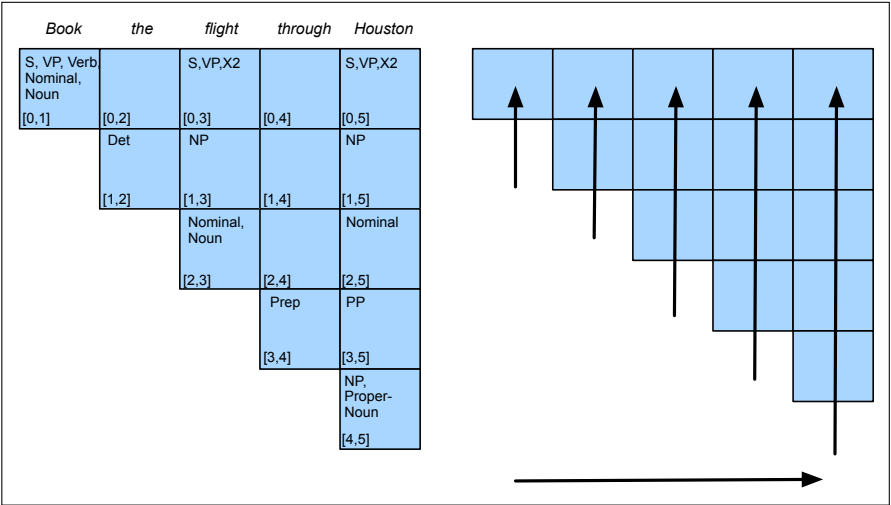 Book the flight through Houston
S, VP, Verb, S,VP,X2 S,VP,X2
Nominal,
Noun
[0,1] [0,2] [0,3] [0,4] [0,5]
Det NP NP
[1,2] [1,3] [1,4] [1,5]
Nominal, Nominal
Noun
[2,3] [2,4] [2,5]
Prep PP
[3,4] [3,5]
NP,
Proper-
Noun
[4,5]